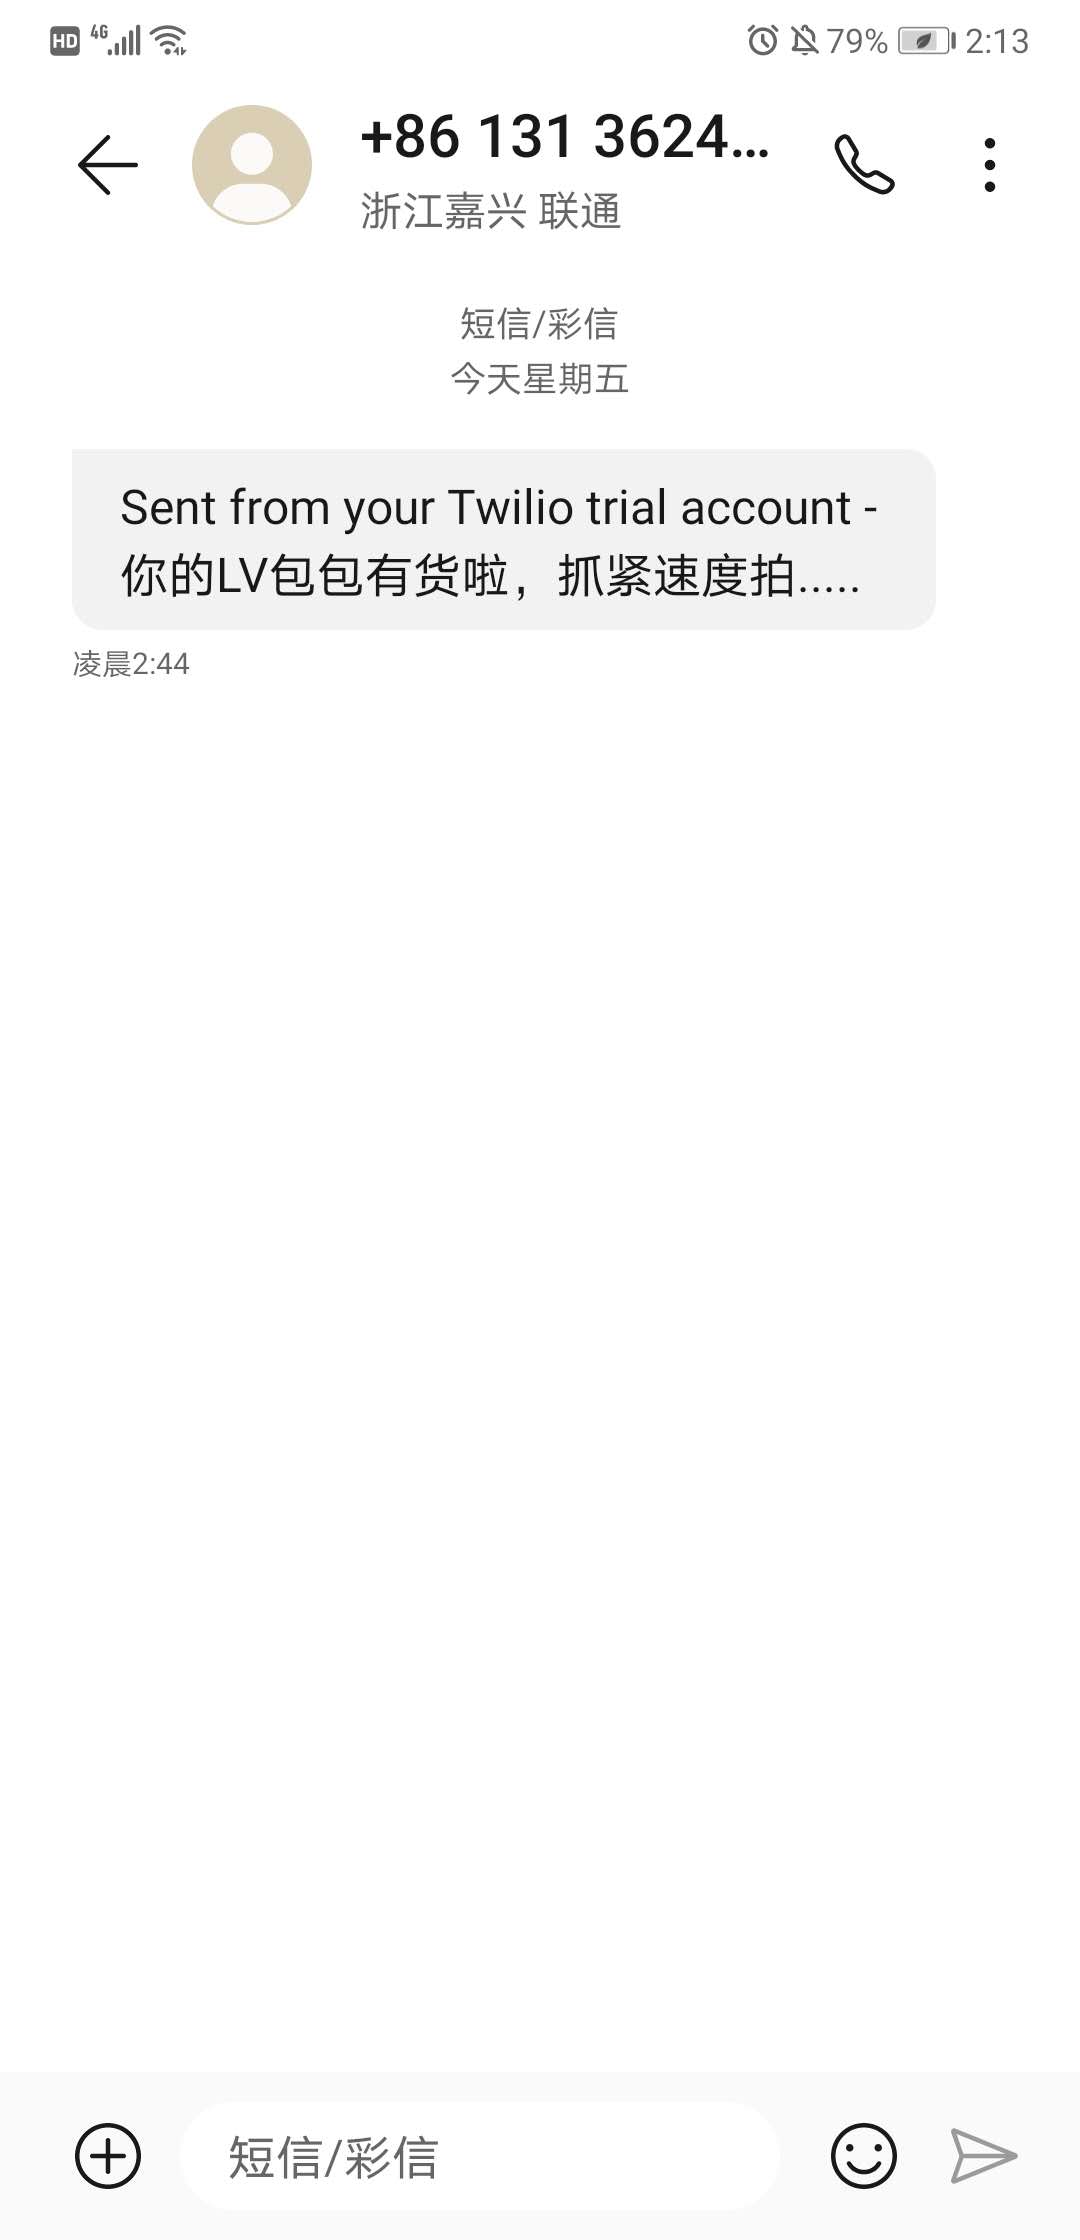 HD 4G 79% 2:13
+86 131 3624...
浙江嘉兴 联通
短信/彩信
今天星期五
Sent from your Twilio trial account -
你的LV包包有货啦，抓紧速度拍.....
凌晨2:44
短信/彩信